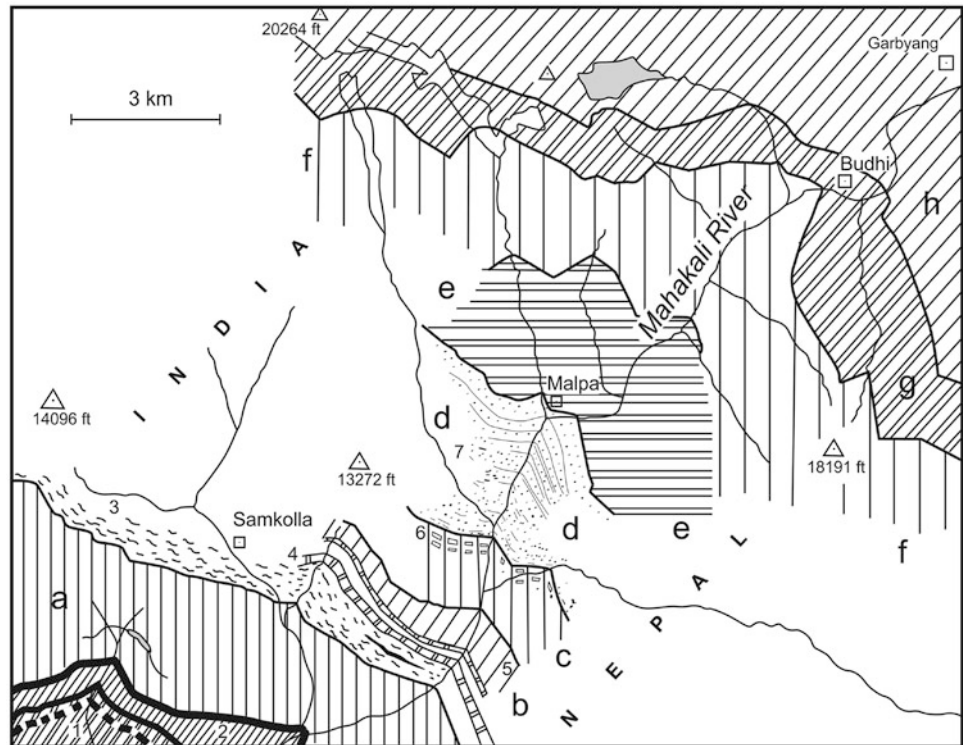 20264 ft
Garbyang
3 km
f
Budhi
h
INDIA
Mahakali River
e
Malpa
g
14096 ft
d
7
18191 ft
13272 ft
3
Samkolla
6
d
e
f
4
a
c
5
b
NEPAL
1
2